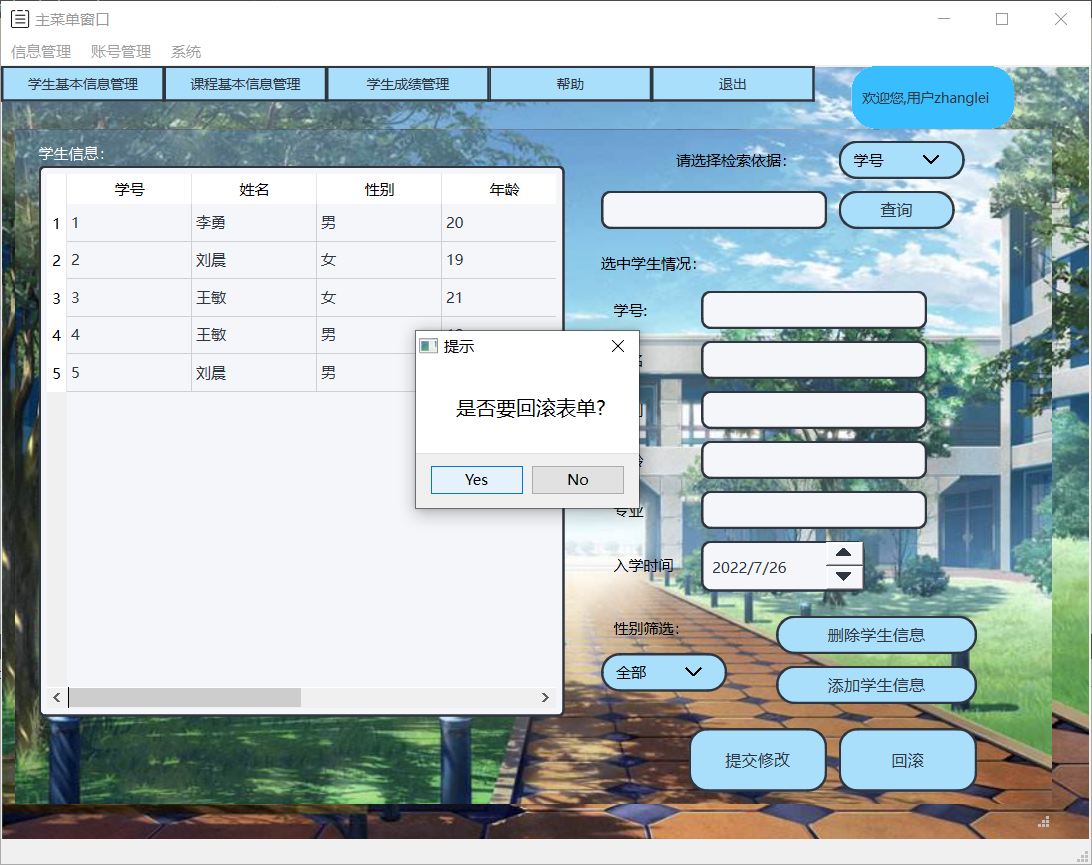 主菜单窗口
信息管理 账号管理 系统
学生基本信息管理 课程基本信息管理 学生成绩管理 帮助 退出
欢迎您,用户zhanglei
学生信息:
请选择检索依据: 学号
查询
学号 姓名 性别 年龄
1 1 李勇 男 20
2 2 刘晨 女 19
3 3 王敏 女 21
4 4 王敏 男
5 5 刘晨 男
选中学生情况:
学号:
提示
是否要回滚表单?
Yes No
专业
入学时间 2022/7/26
性别筛选:
全部
删除学生信息
添加学生信息
提交修改 回滚